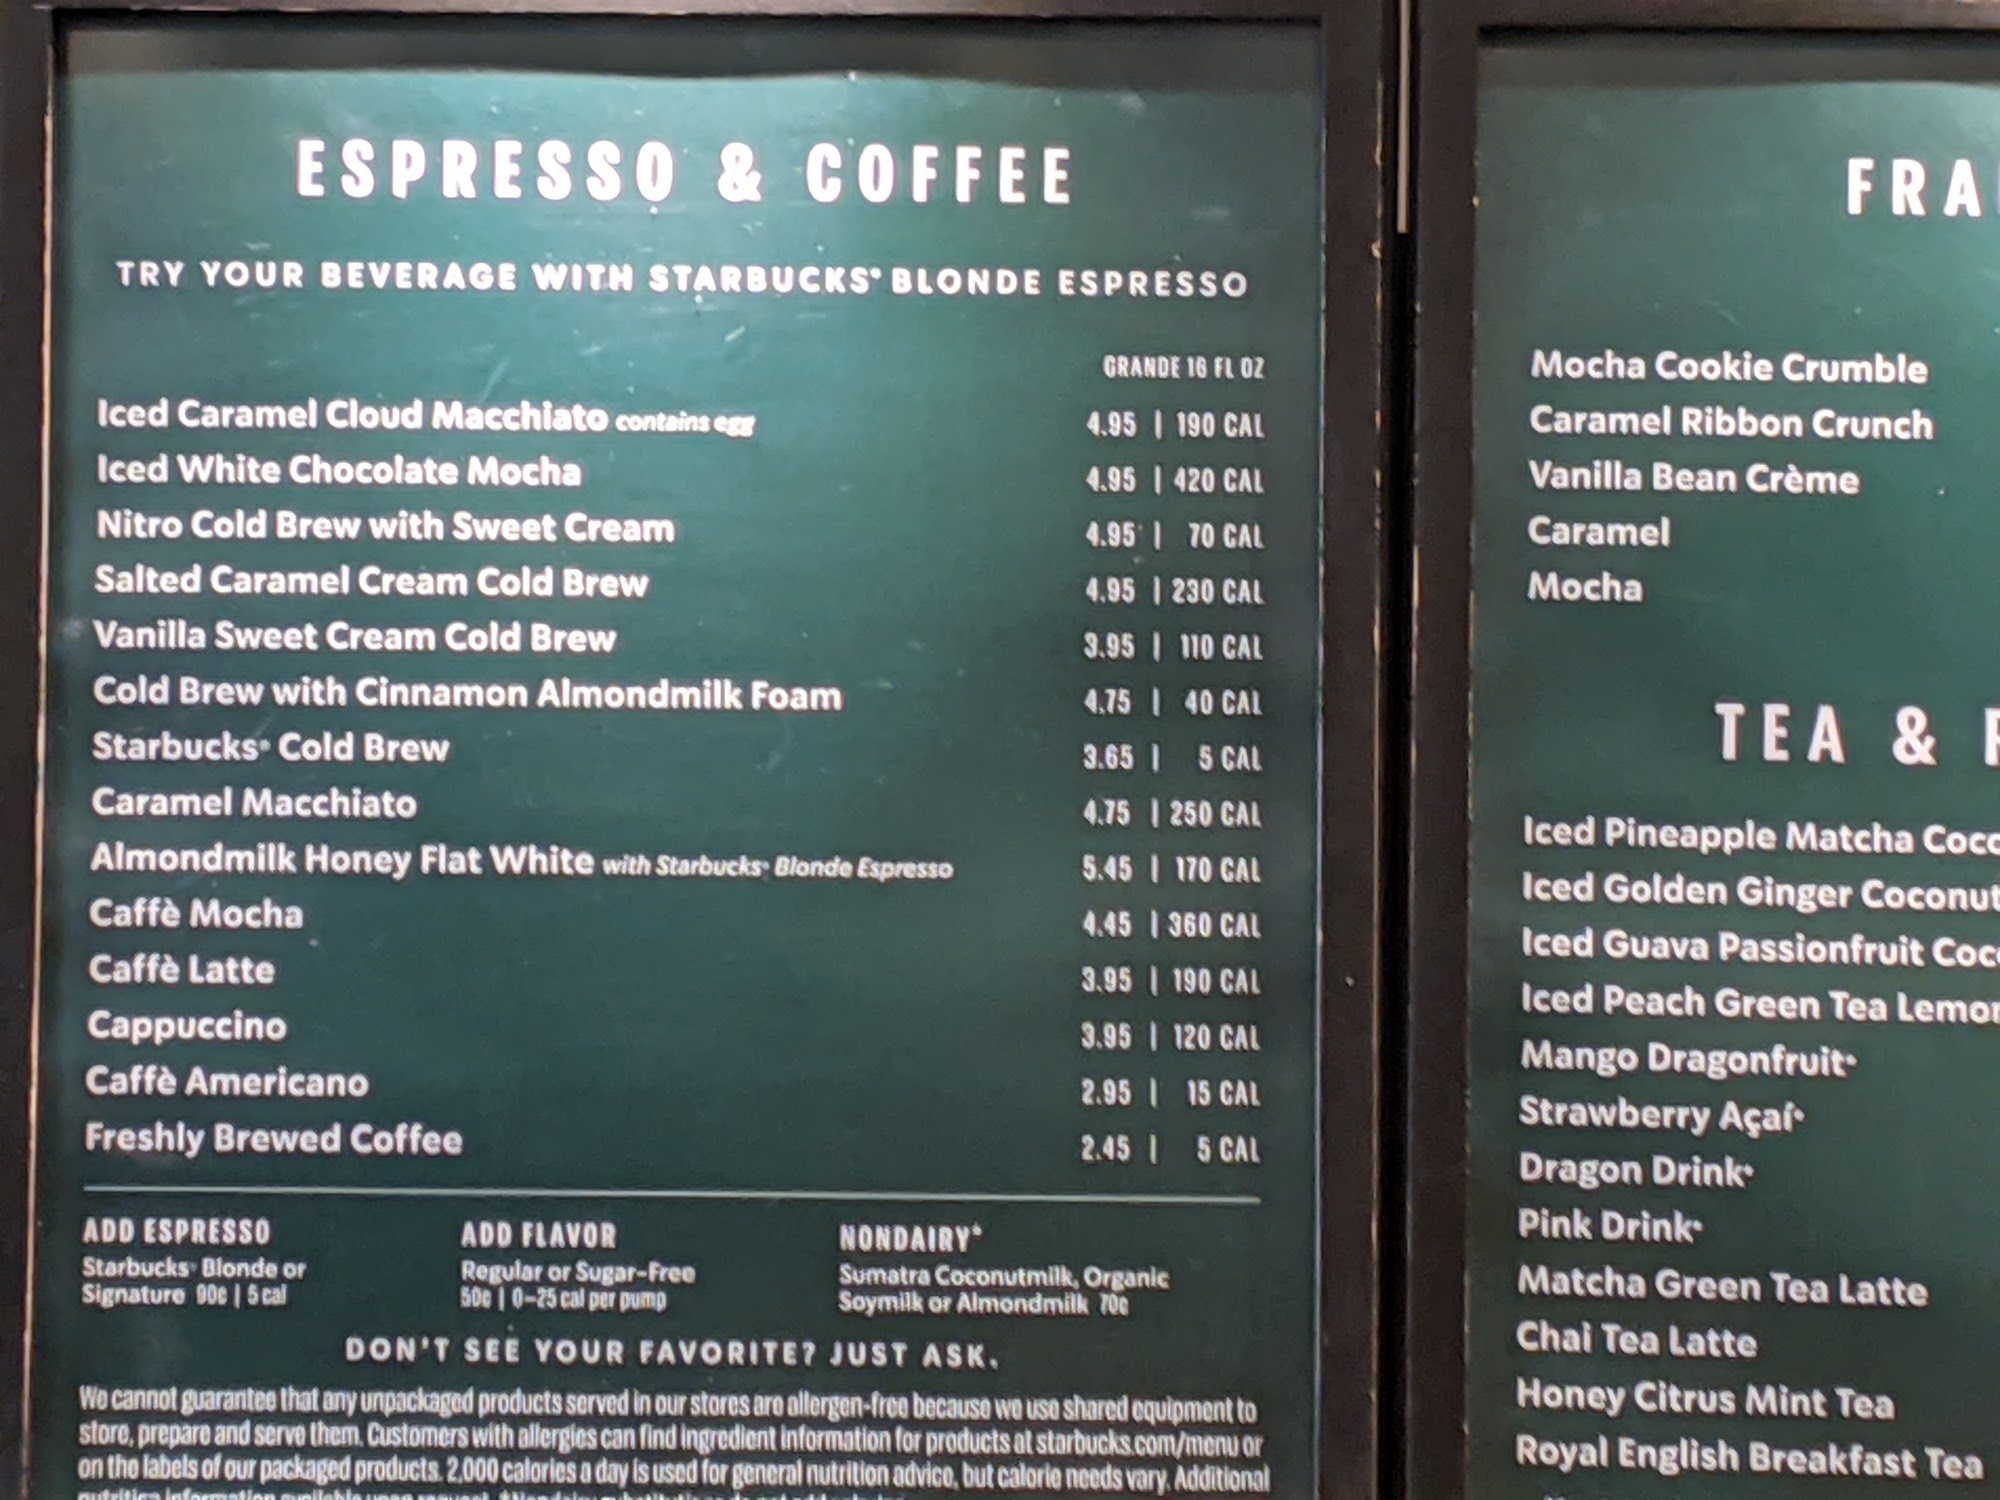 ESPRESSO & COFFEE
TRY YOUR BEVERAGE WITH STARBUCKS® BLONDE ESPRESSO
GRANDE 16 FL OZ
Iced Caramel Cloud Macchiato contains egg 4.95 | 190 CAL
Iced White Chocolate Mocha 4.95 | 420 CAL
Nitro Cold Brew with Sweet Cream 4.95 | 70 CAL
Salted Caramel Cream Cold Brew 4.95 | 230 CAL
Vanilla Sweet Cream Cold Brew 3.95 | 110 CAL
Cold Brew with Cinnamon Almondmilk Foam 4.75 | 40 CAL
Starbucks® Cold Brew 3.65 | 5 CAL
Caramel Macchiato 4.75 | 250 CAL
Almondmilk Honey Flat White with Starbucks® Blonde Espresso 5.45 | 170 CAL
Caffè Mocha 4.45 | 360 CAL
Caffè Latte 3.95 | 190 CAL
Cappuccino 3.95 | 120 CAL
Caffè Americano 2.95 | 15 CAL
Freshly Brewed Coffee 2.45 | 5 CAL
ADD ESPRESSO
Starbucks® Blonde or
Signature 90¢ | 5 cal
ADD FLAVOR
Regular or Sugar-Free
50¢ | 0–25 cal per pump
NONDAIRY*
Sumatra Coconutmilk, Organic
Soymilk or Almondmilk 70¢
DON'T SEE YOUR FAVORITE? JUST ASK.
We cannot guarantee that any unpackaged products served in our stores are allergen-free because we use shared equipment to
store, prepare and serve them. Customers with allergies can find ingredient information for products at starbucks.com/menu or
on the labels of our packaged products. 2,000 calories a day is used for general nutrition advice, but calorie needs vary. Additional
FRA
Mocha Cookie Crumble
Caramel Ribbon Crunch
Vanilla Bean Crème
Caramel
Mocha
TEA &
Iced Pineapple Matcha Coco
Iced Golden Ginger Coconut
Iced Guava Passionfruit Coc
Iced Peach Green Tea Lemon
Mango Dragonfruit*
Strawberry Açaí*
Dragon Drink*
Pink Drink*
Matcha Green Tea Latte
Chai Tea Latte
Honey Citrus Mint Tea
Royal English Breakfast Tea